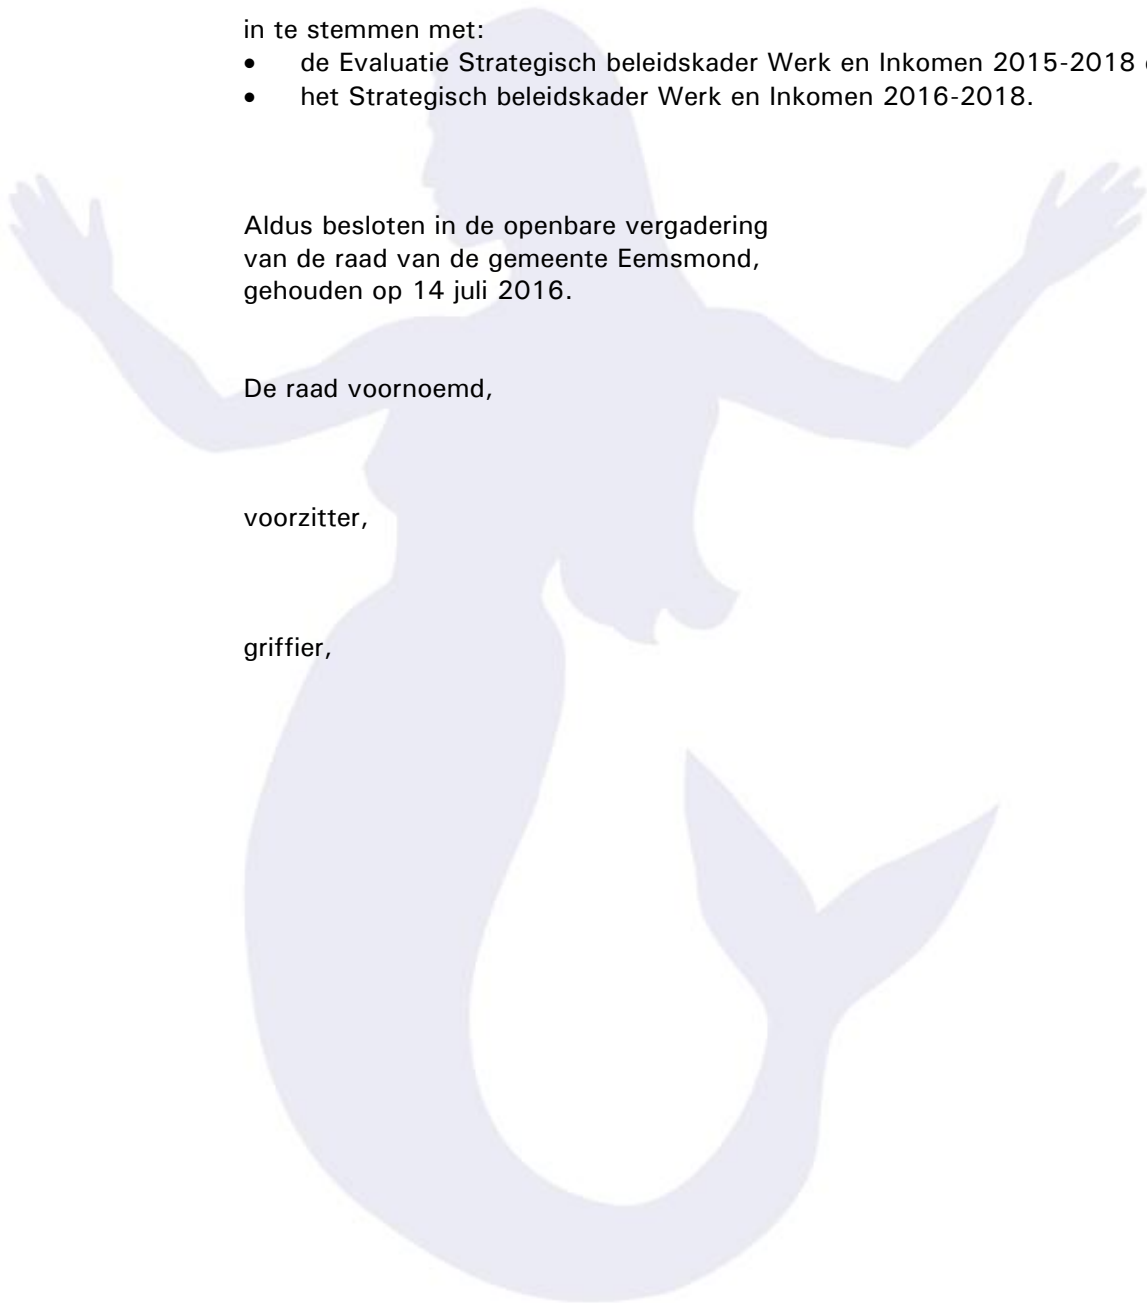 in te stemmen met:
• de Evaluatie Strategisch beleidskader Werk en Inkomen 2015-2018
• het Strategisch beleidskader Werk en Inkomen 2016-2018.
Aldus besloten in de openbare vergadering
van de raad van de gemeente Eemsmond,
gehouden op 14 juli 2016.
De raad voornoemd,
voorzitter,
griffier,